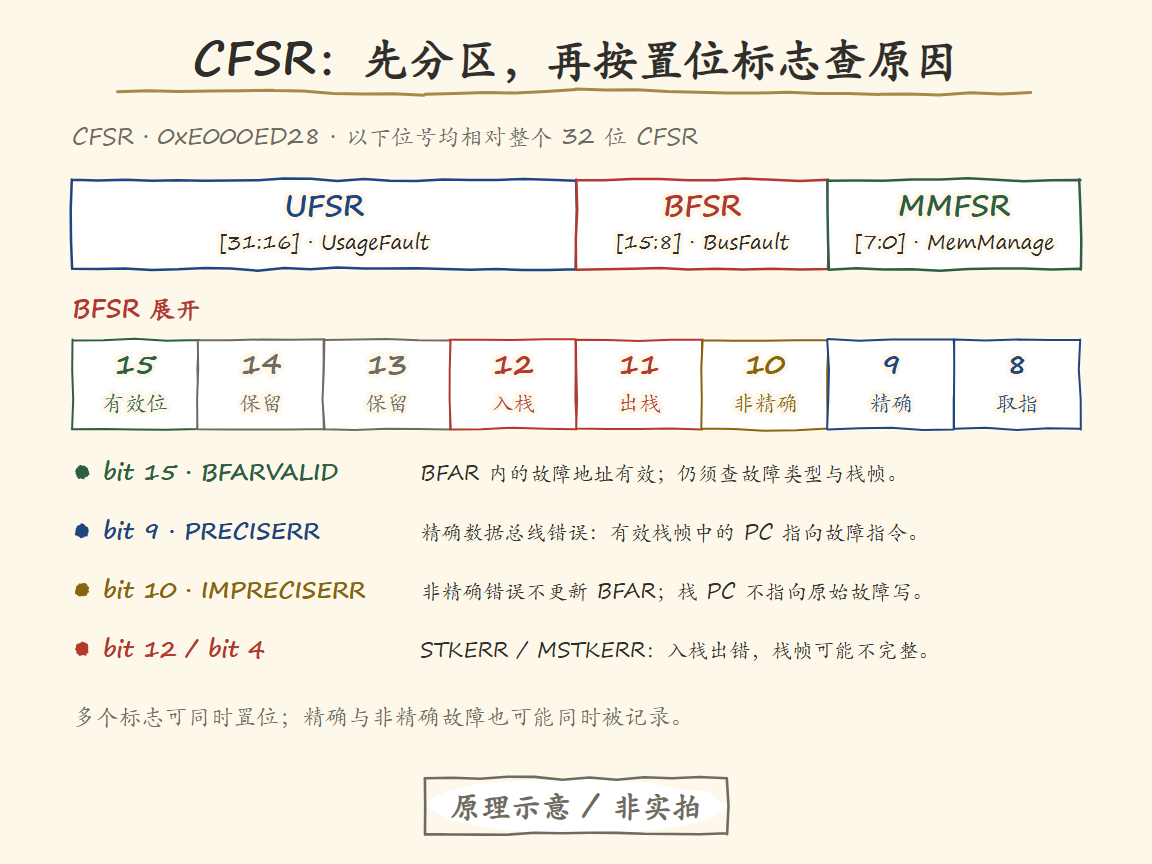 CFSR：先分区，再按置位标志查原因
CFSR · 0xE000ED28 · 以下位号均相对整个 32 位 CFSR
UFSR BFSR MMFSR
[31:16] · UsageFault [15:8] · BusFault [7:0] · MemManage
BFSR 展开
15 14 13 12 11 10 9 8
有效位 保留 保留 入栈 出栈 非精确 精确 取指
bit 15 · BFARVALID BFAR 内的故障地址有效；仍须查故障类型与栈帧。
bit 9 · PRECISERR 精确数据总线错误：有效栈帧中的 PC 指向故障指令。
bit 10 · IMPRECISERR 非精确错误不更新 BFAR；栈 PC 不指向原始故障写。
bit 12 / bit 4 STKERR / MSTKERR：入栈出错，栈帧可能不完整。
多个标志可同时置位；精确与非精确故障也可能同时被记录。
原理示意 / 非实拍